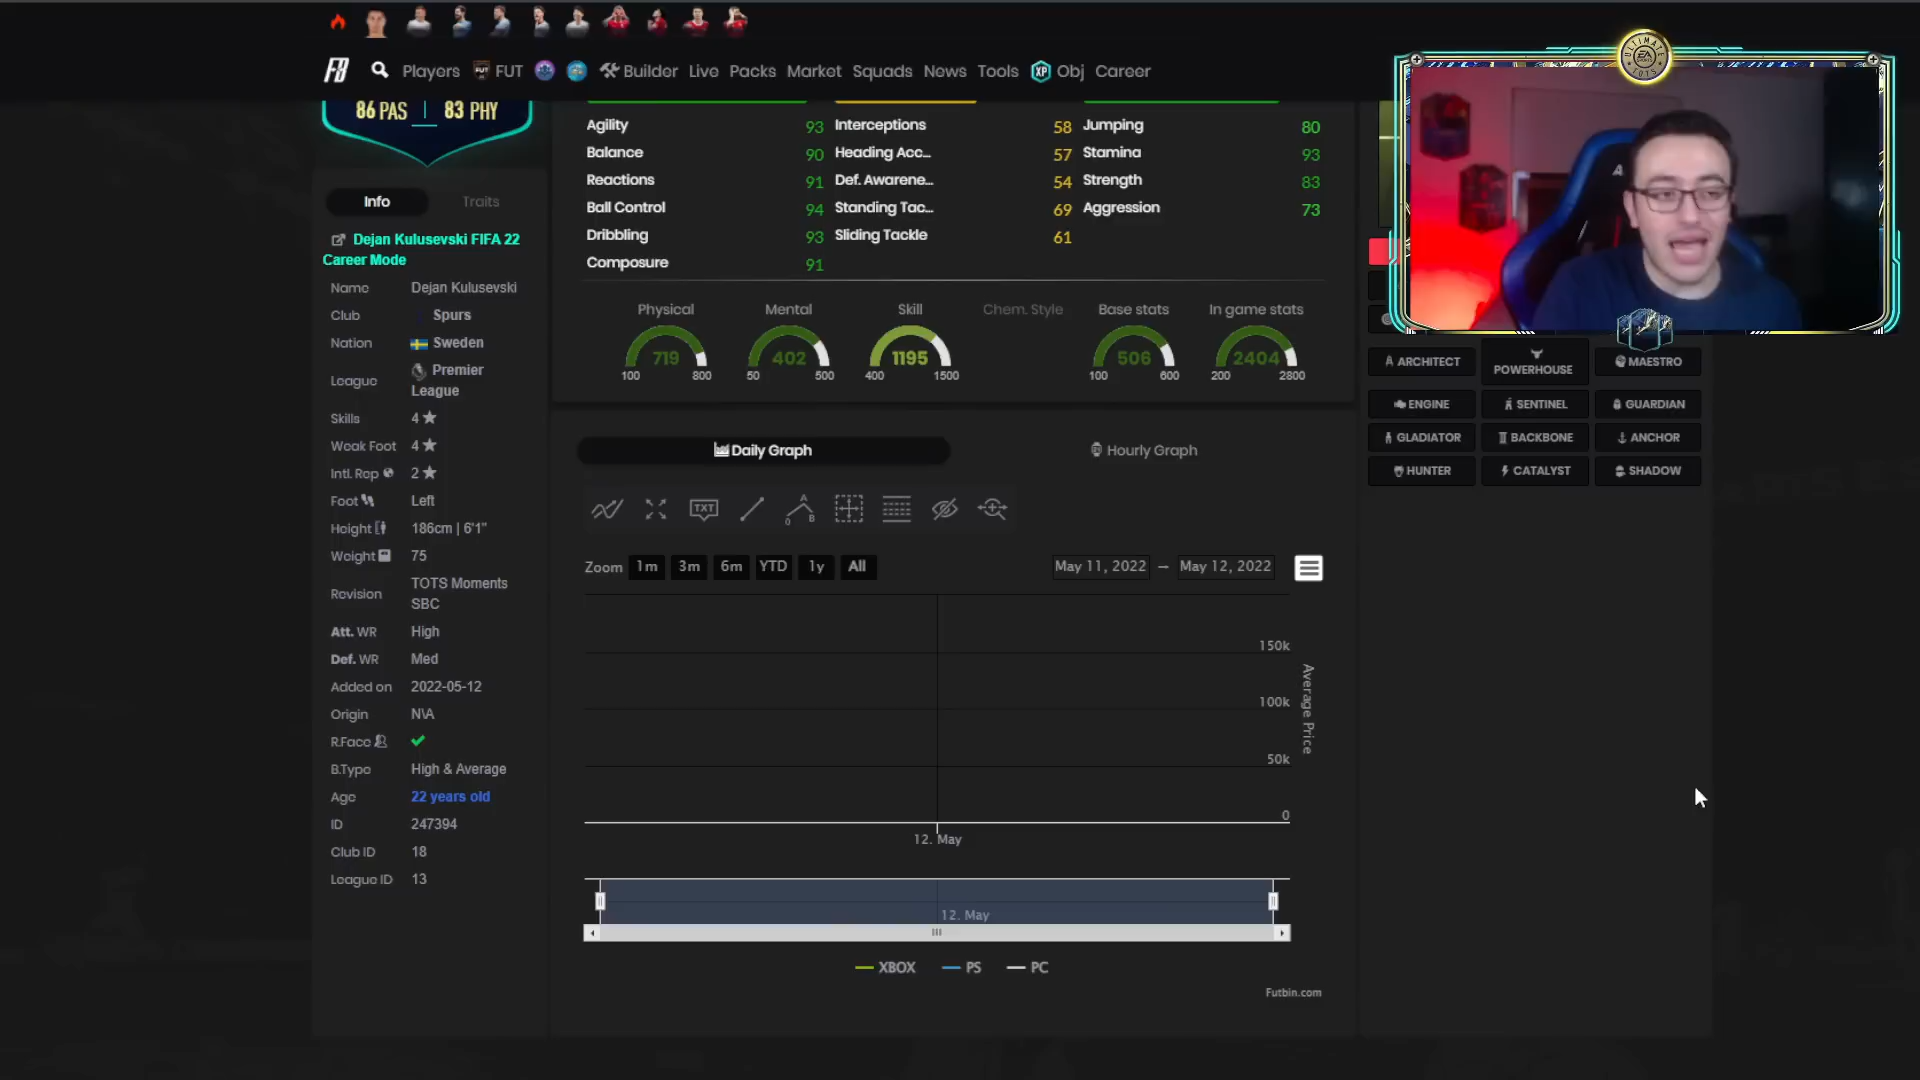 Players FUT Builder Live Packs Market Squads News Tools XP Obj Career
86 PAS | 83 PHY
Info Traits
Dejan Kulusevski FIFA 22
Career Mode
Name Dejan Kulusevski
Club Spurs
Nation Sweden
League Premier
League
Skills 4
Weak Foot 4
Intl. Rep 2
Foot Left
Height 186cm | 6'1"
Weight 75
Revision TOTS Moments
SBC
Att. WR High
Def. WR Med
Added on 2022-05-12
Origin N\A
R.Face
B.Type High & Average
Age 22 years old
ID 247394
Club ID 18
League ID 13
Agility 93 Interceptions 58 Jumping 80
Balance 90 Heading Acc... 57 Stamina 93
Reactions 91 Def. Awarene... 54 Strength 83
Ball Control 94 Standing Tac... 69 Aggression 73
Dribbling 93 Sliding Tackle 61
Composure 91
Physical Mental Skill Chem. Style Base stats In game stats
719 402 1195 506 2404
100 800 50 500 400 1500 100 600 200 2800
Daily Graph Hourly Graph
TXT
Zoom 1m 3m 6m YTD 1y All May 11, 2022 → May 12, 2022
150k
100k
50k
0
Average Price
12. May
12. May
XBOX PS PC
Futbin.com
ULTIMATE
EA
TOTS
ARCHITECT POWERHOUSE MAESTRO
ENGINE SENTINEL GUARDIAN
GLADIATOR BACKBONE ANCHOR
HUNTER CATALYST SHADOW